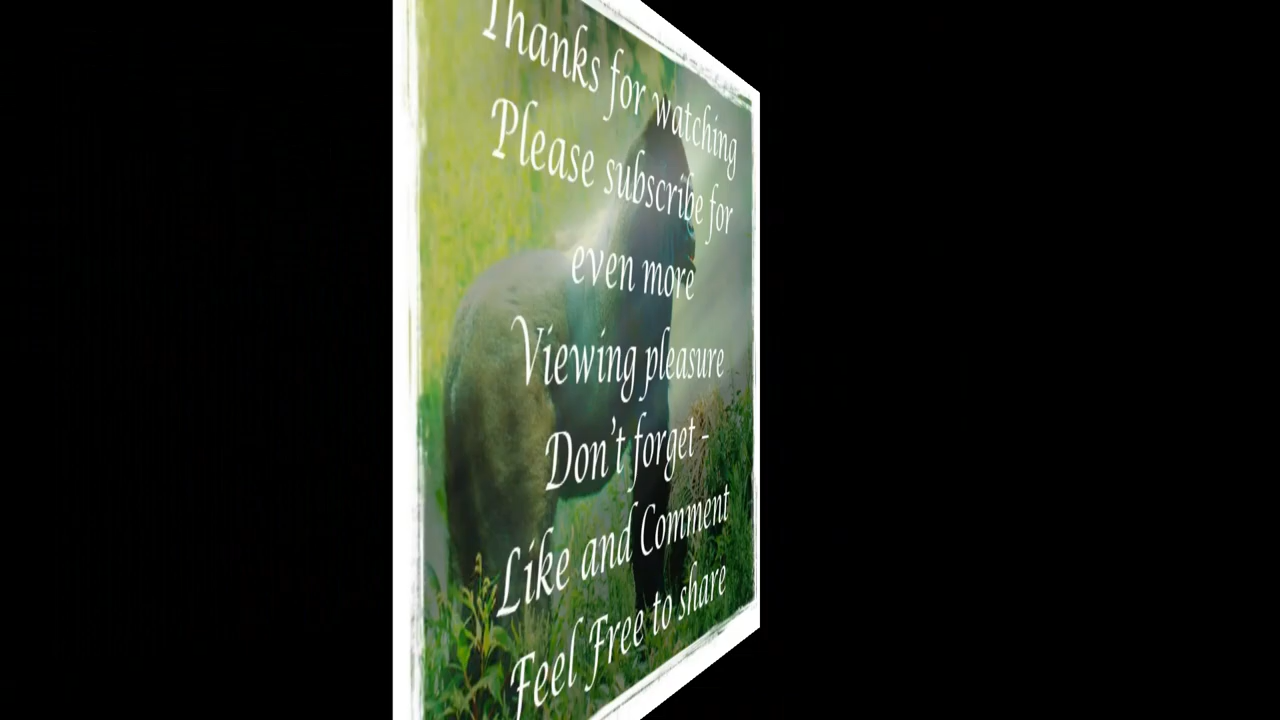 Thanks for watching
Please subscribe for
even more
Viewing pleasure
Don't forget -
Like and Comment
Feel Free to share